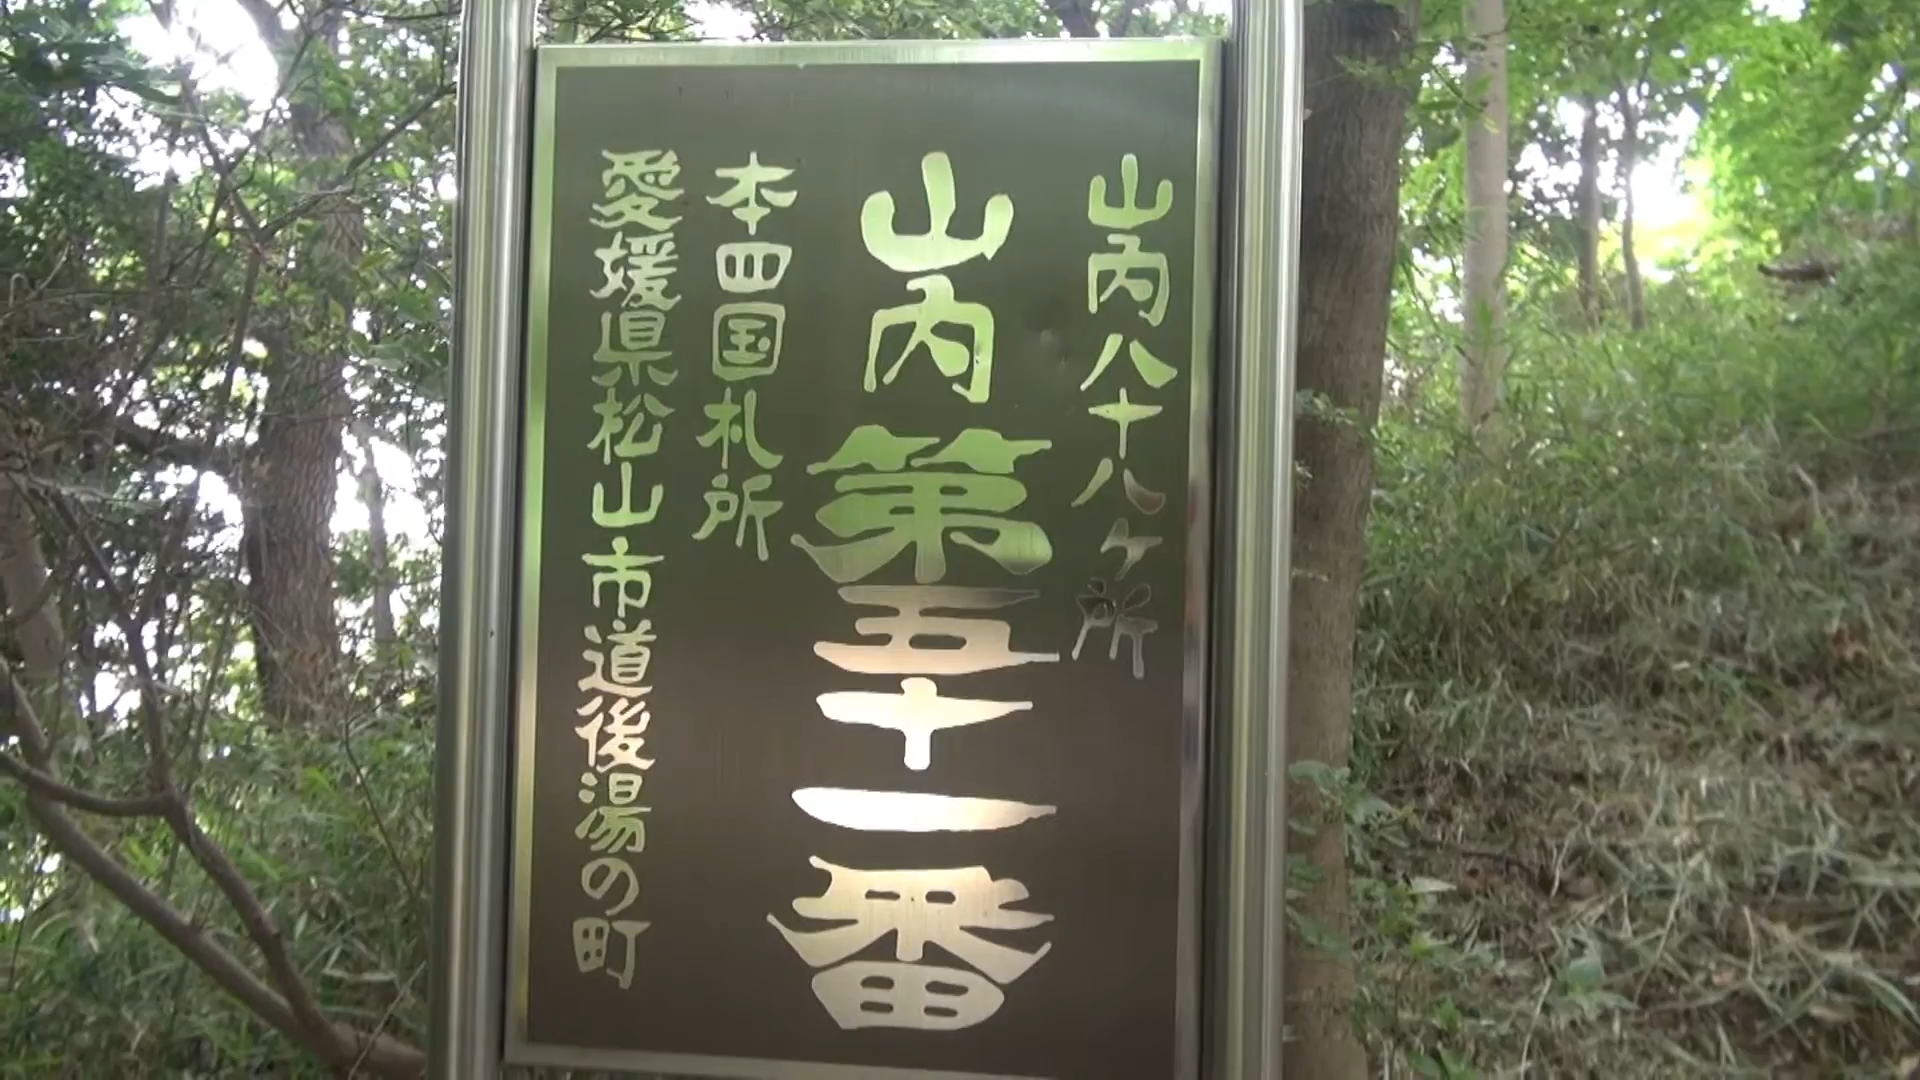 山内八十八ヶ所
山内第五十一番
本四国札所
愛媛県松山市道後湯の町